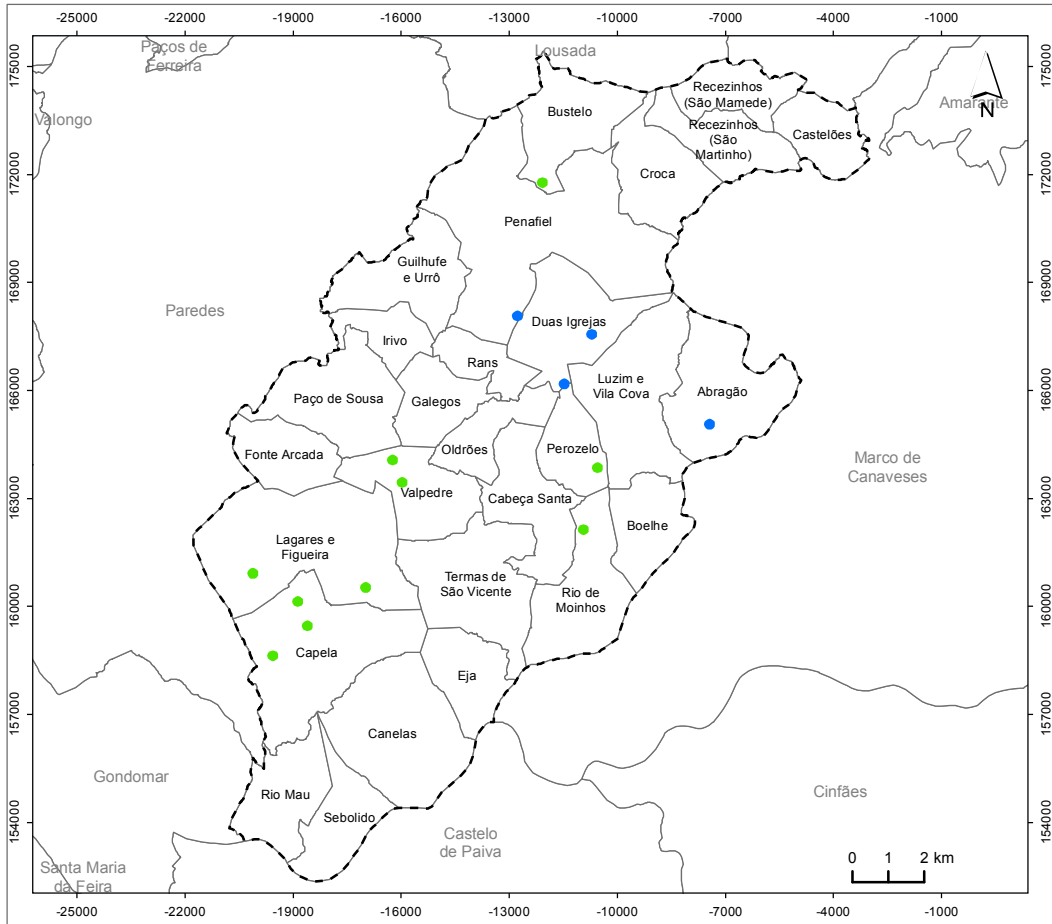 -25000
-22000
-19000
-16000
-13000
-10000
-7000
-4000
-1000
Paços de
Ferreira
Lousada
175000
175000
Recezinhos
(São Mamede)
Amarante
N
Valongo
Bustelo
Recezinhos
(São
Martinho)
Castelões
172000
172000
Croca
Penafiel
Guilhufe
e Urrô
169000
169000
Paredes
Duas Igrejas
Irivo
Rans
Luzim e
Vila Cova
Abragão
166000
166000
Paço de Sousa
Galegos
Fonte Arcada
Oldrões
Perozelo
Marco de
Canaveses
Valpedre
Cabeça Santa
163000
163000
Boelhe
Lagares e
Figueira
Termas de
São Vicente
Rio de
Moinhos
160000
160000
Capela
Eja
157000
157000
Canelas
Gondomar
Rio Mau
Cinfães
Sebolido
154000
154000
Castelo
de Paiva
0 1 2 km
Santa Maria
da Feira
-25000
-22000
-19000
-16000
-13000
-10000
-7000
-4000
-1000